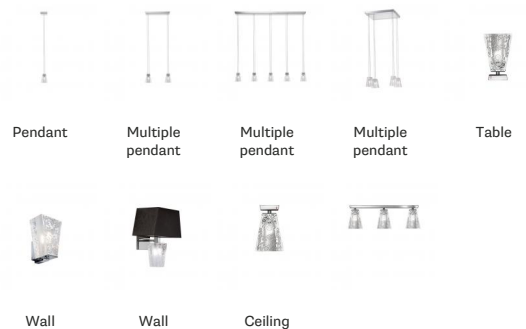 Pendant
Multiple
pendant
Multiple
pendant
Multiple
pendant
Table
Wall
Wall
Ceiling